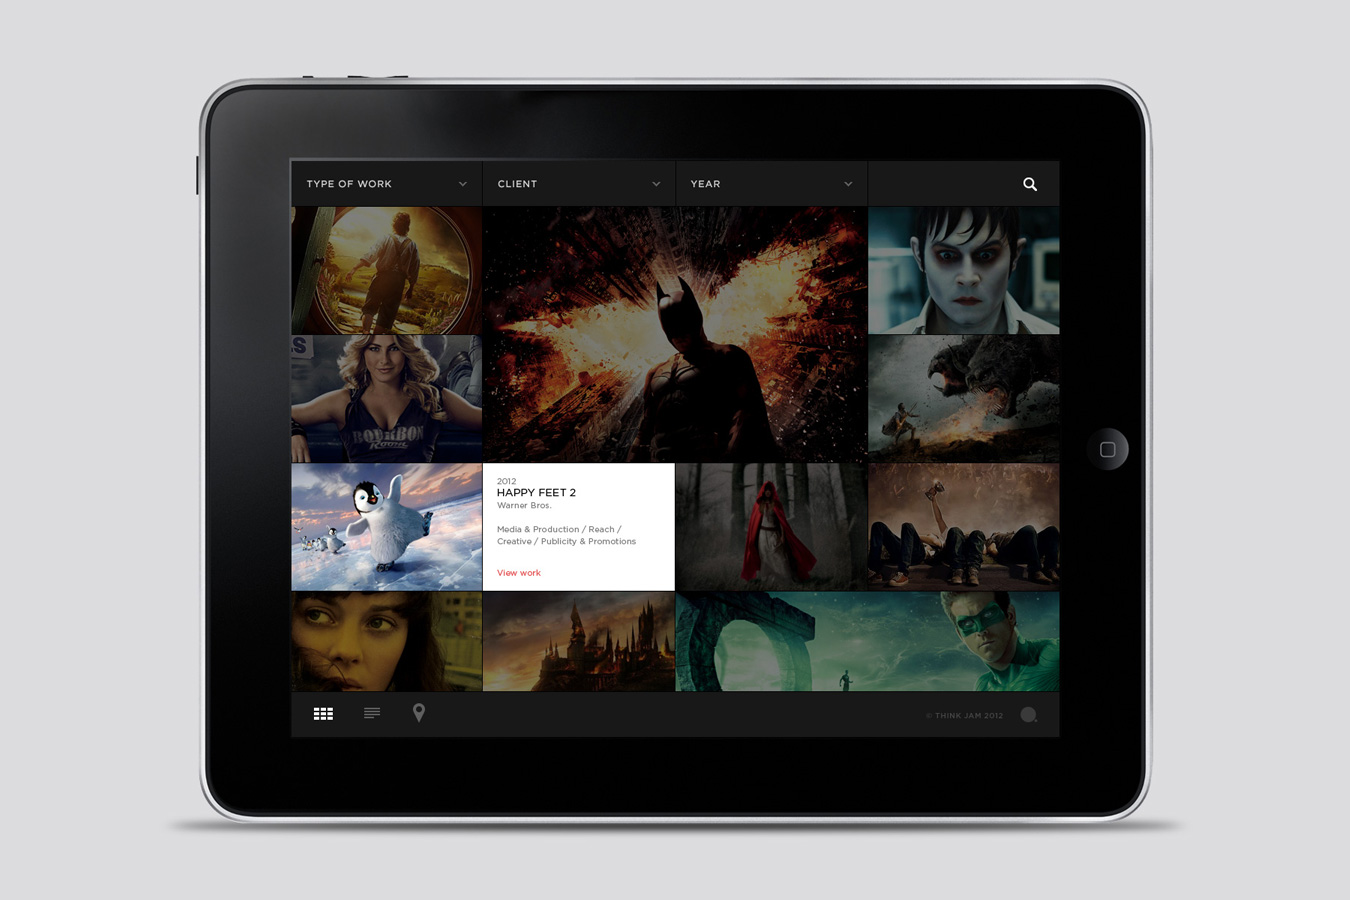 TYPE OF WORK
CLIENT
YEAR
BOURBON
2012
HAPPY FEET 2
Warner Bros.
Media & Production / Reach /
Creative / Publicity & Promotions
View work
© THINK JAM 2012